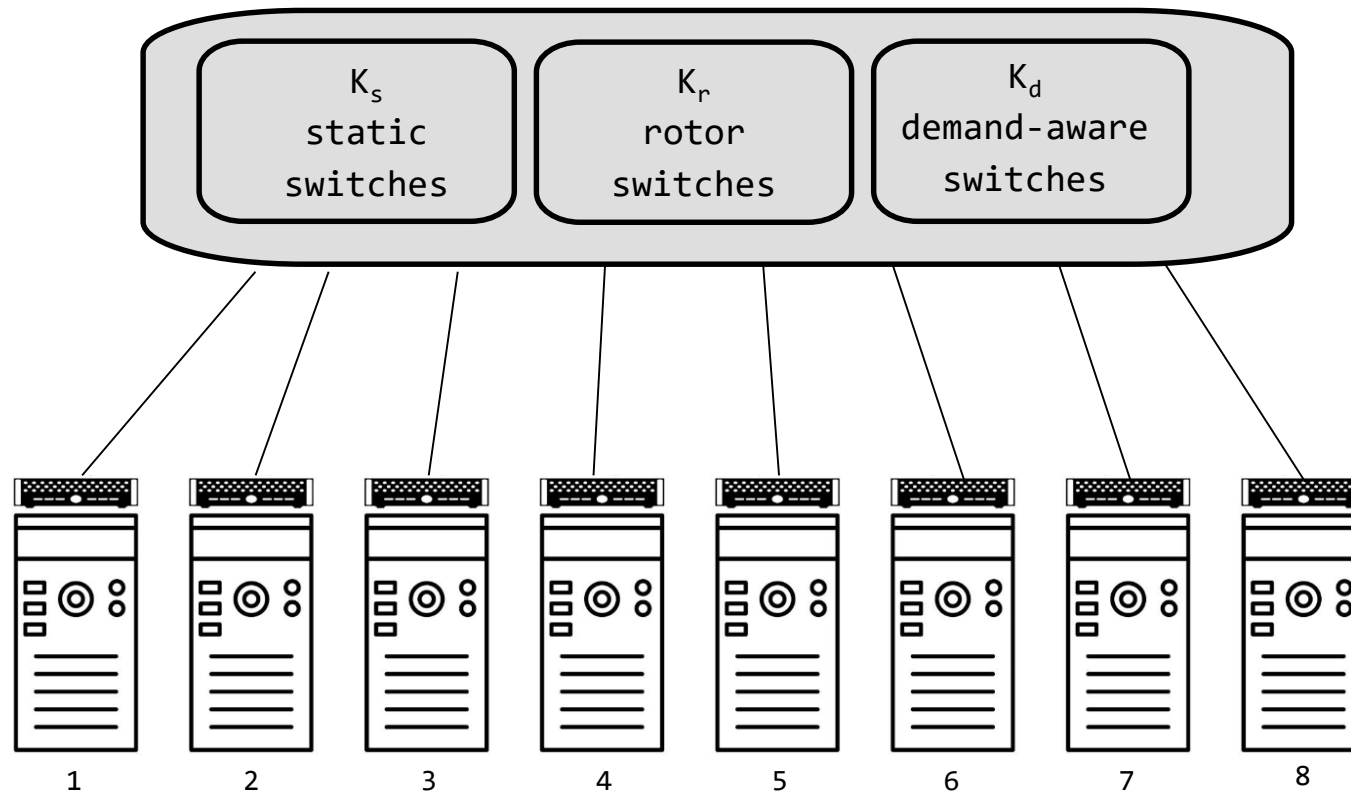 K_s
static
switches
K_r
rotor
switches
K_d
demand-aware
switches
1 2 3 4 5 6 7 8